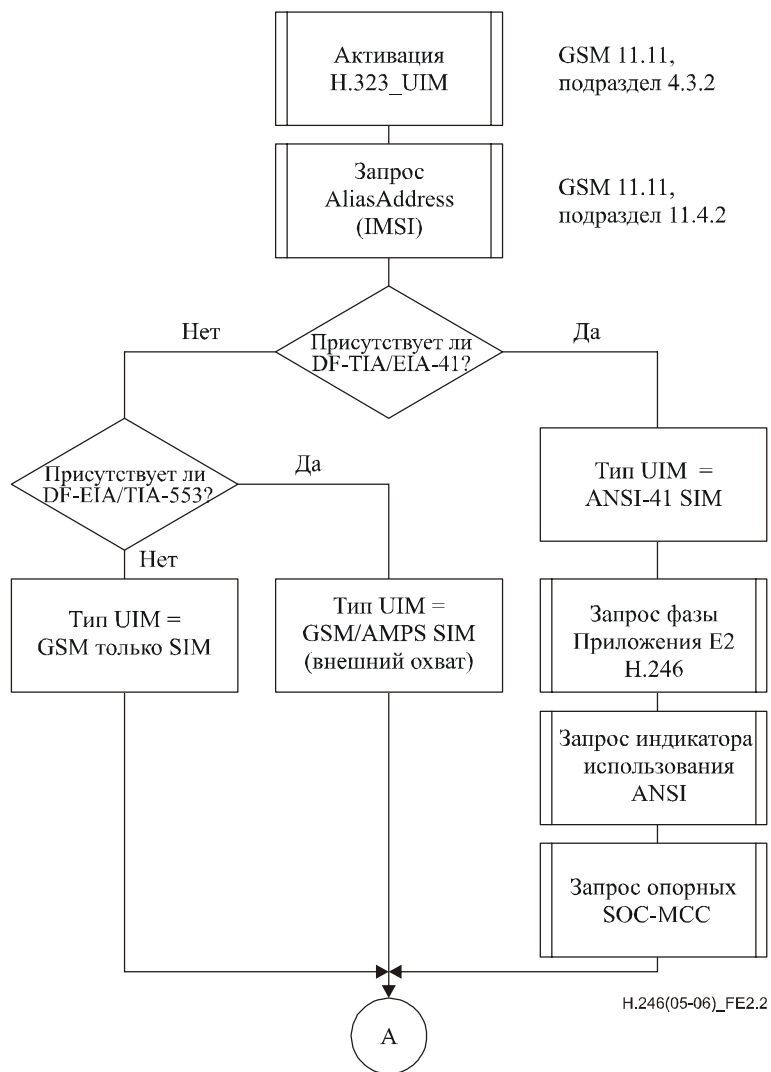 Активация
H.323_UIM
GSM 11.11,
подраздел 4.3.2
Запрос
AliasAddress
(IMSI)
GSM 11.11,
подраздел 11.4.2
Нет
Присутствует ли
DF-TIA/EIA-41?
Да
Присутствует ли
DF-EIA/TIA-553?
Да
Нет
Тип UIM =
ANSI-41 SIM
Тип UIM =
GSM только SIM
Тип UIM =
GSM/AMPS SIM
(внешний охват)
Запрос фазы
Приложения E2
H.246
Запрос индикатора
использования
ANSI
Запрос опорных
SOC-MCC
A
H.246(05-06)_FE2.2